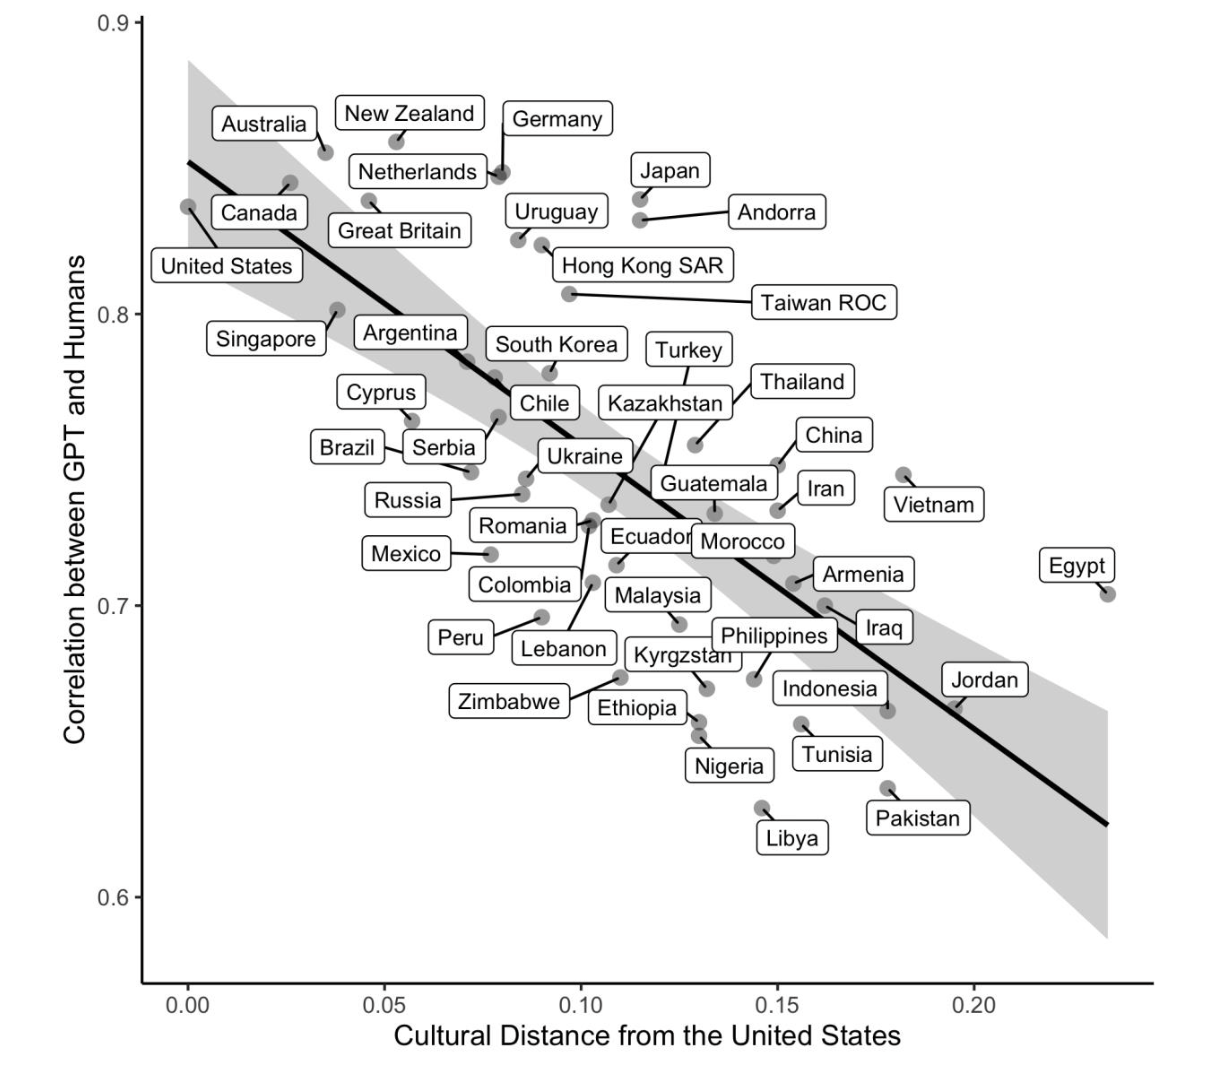 0.9
New Zealand
Germany
Australia
Netherlands
Japan
Canada
Uruguay
Andorra
Great Britain
United States
Hong Kong SAR
Taiwan ROC
0.8
Singapore
Argentina
South Korea
Turkey
Thailand
Cyprus
Chile
Kazakhstan
China
Brazil
Serbia
Ukraine
Guatemala
Iran
Russia
Vietnam
Romania
Ecuador
Morocco
Mexico
Egypt
Colombia
Armenia
Malaysia
0.7
Peru
Lebanon
Philippines
Iraq
Kyrgzstan
Zimbabwe
Ethiopia
Indonesia
Jordan
Nigeria
Tunisia
Pakistan
Libya
0.6
Correlation between GPT and Humans
0.00
0.05
0.10
0.15
0.20
Cultural Distance from the United States